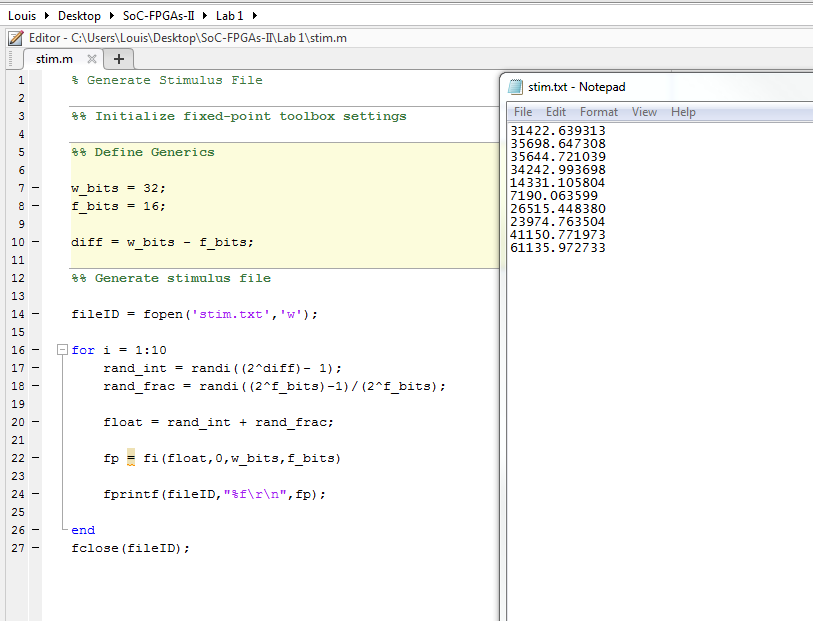 Louis ▶ Desktop ▶ SoC-FPGAs-II ▶ Lab 1 ▶
Editor - C:\Users\Louis\Desktop\SoC-FPGAs-II\Lab 1\stim.m
stim.m × +
1 % Generate Stimulus File
2
3 %% Initialize fixed-point toolbox settings
4
5 %% Define Generics
6
7 – w_bits = 32;
8 – f_bits = 16;
9
10 – diff = w_bits - f_bits;
11
12 %% Generate stimulus file
13
14 – fileID = fopen('stim.txt','w');
15
16 – for i = 1:10
17 – rand_int = randi((2^diff)- 1);
18 – rand_frac = randi((2^f_bits)-1)/(2^f_bits);
19
20 – float = rand_int + rand_frac;
21
22 – fp = fi(float,0,w_bits,f_bits)
23
24 – fprintf(fileID,"%f\r\n",fp);
25
26 – end
27 – fclose(fileID);
stim.txt - Notepad
File Edit Format View Help
31422.639313
35698.647308
35644.721039
34242.993698
14331.105804
7190.063599
26515.448380
23974.763504
41150.771973
61135.972733